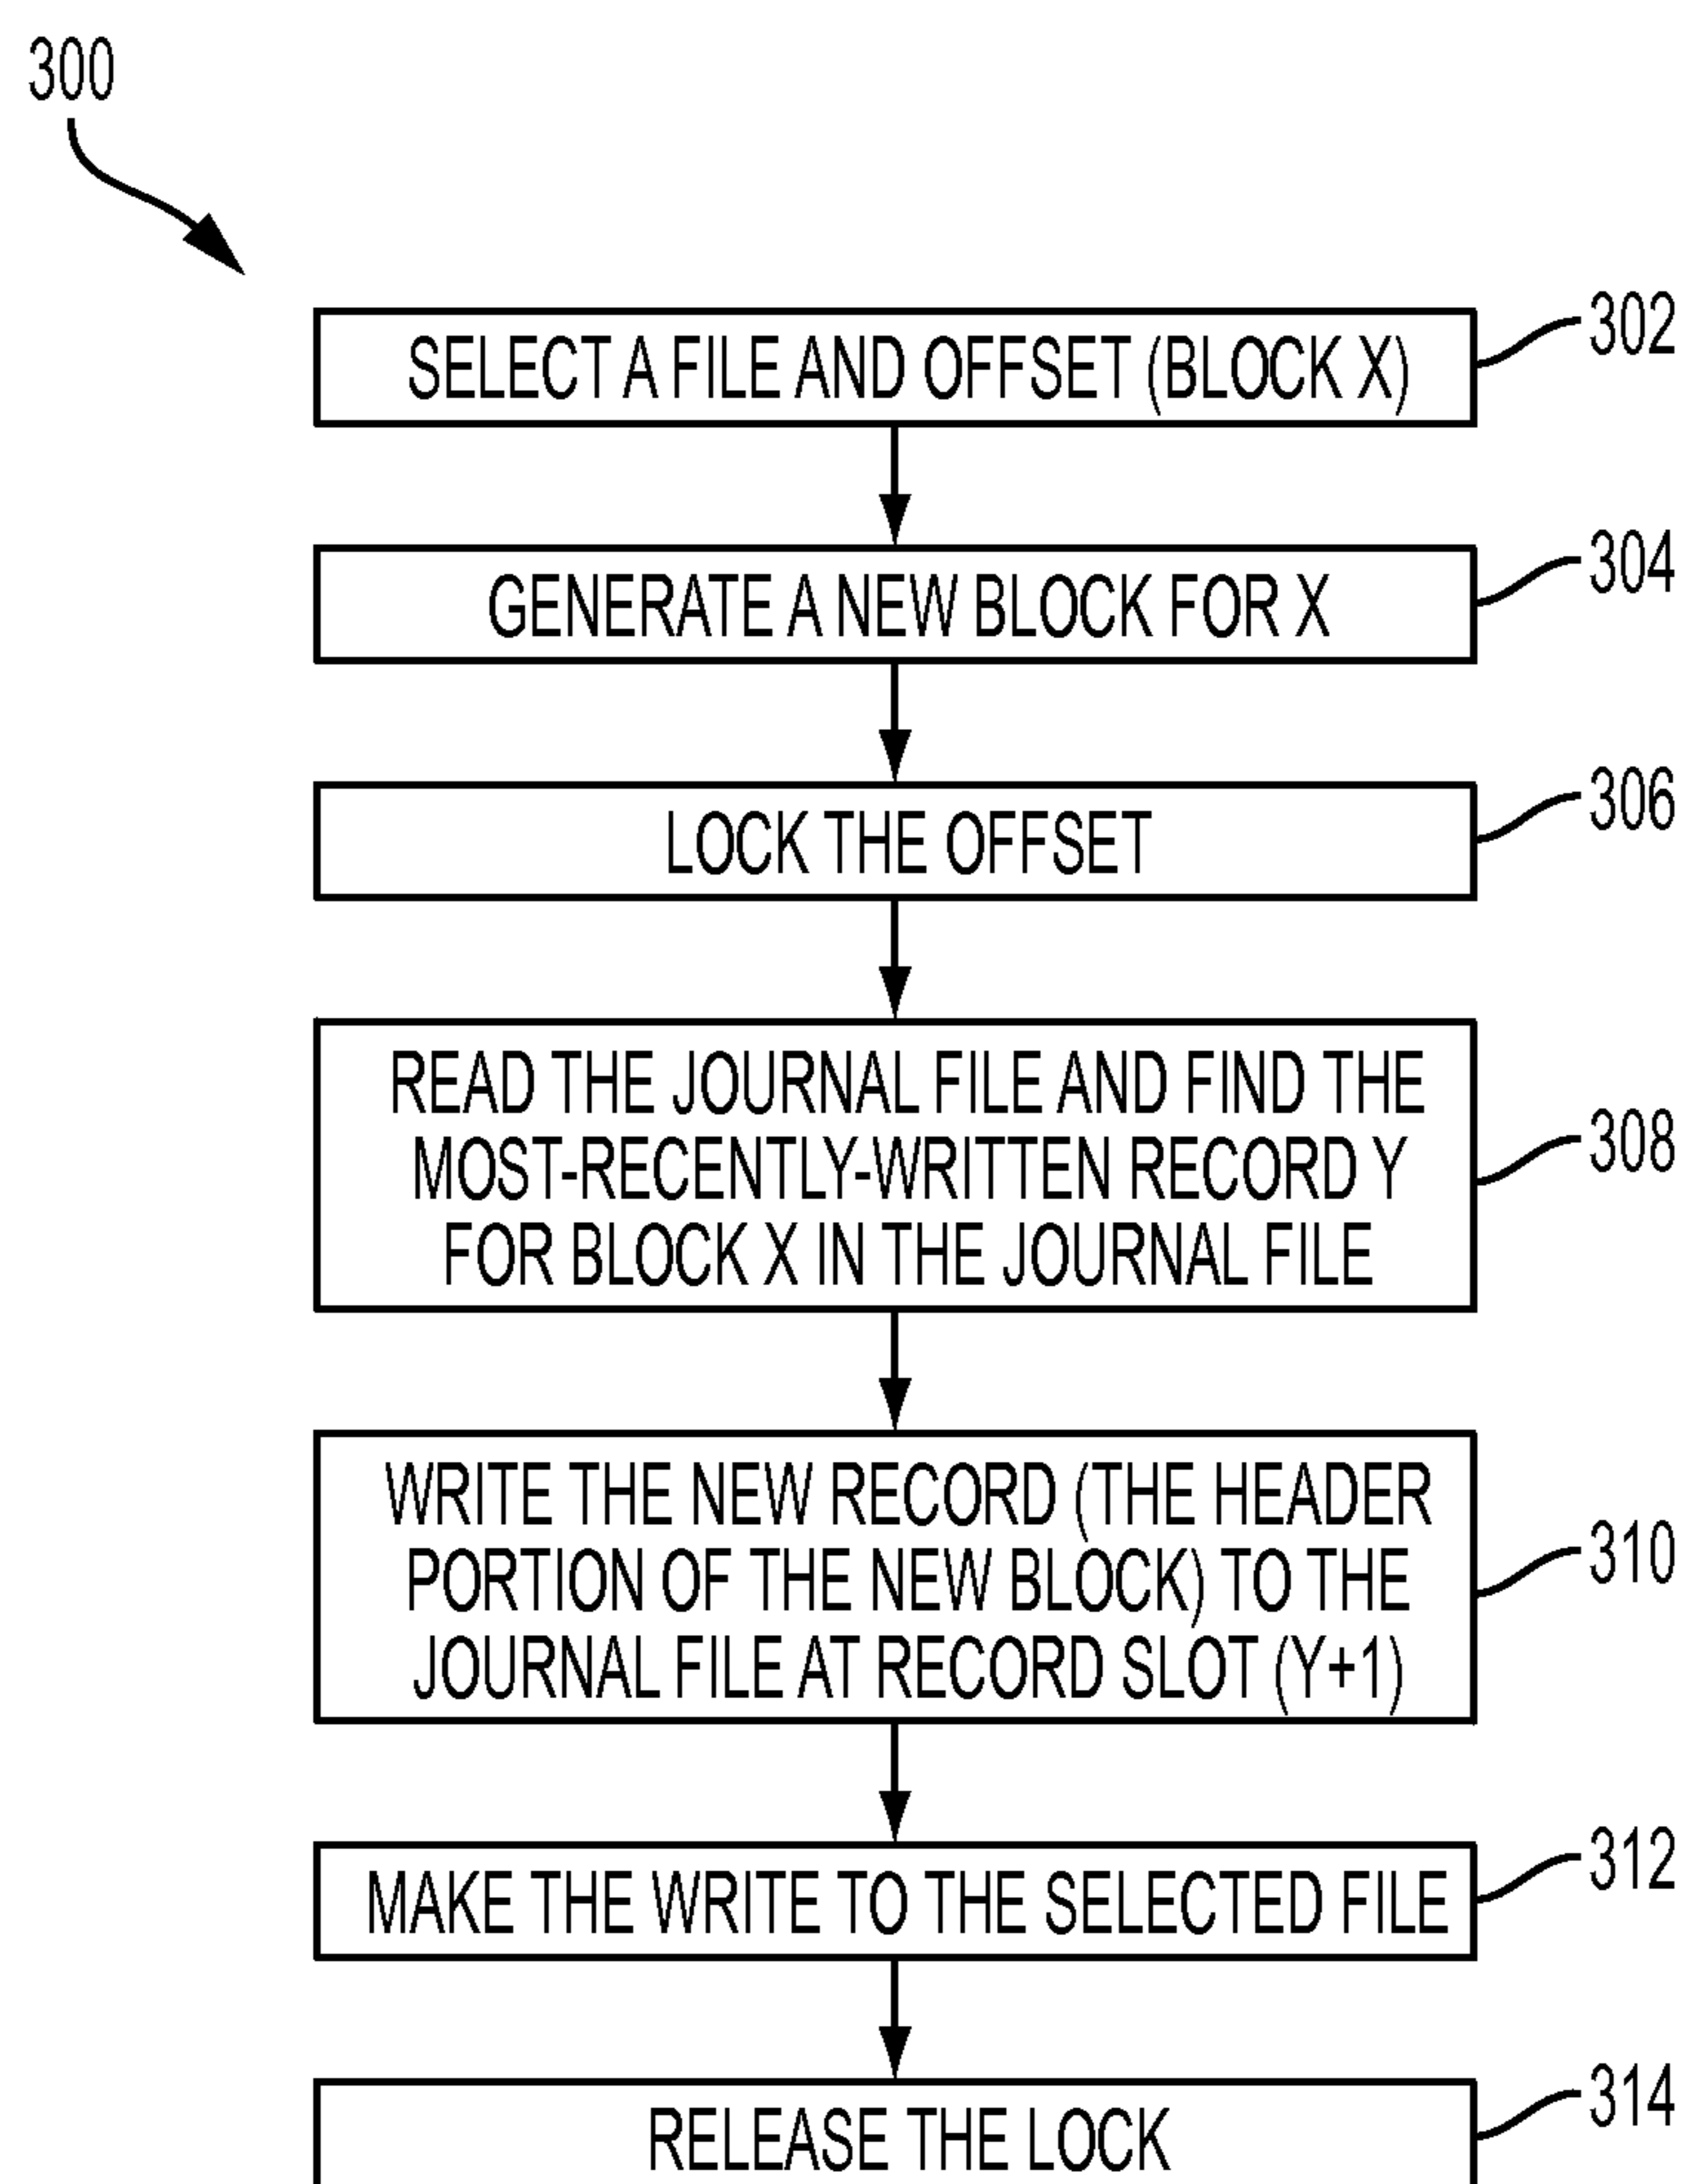 300
SELECT A FILE AND OFFSET (BLOCK X)
302
GENERATE A NEW BLOCK FOR X
304
LOCK THE OFFSET
306
READ THE JOURNAL FILE AND FIND THE
MOST-RECENTLY-WRITTEN RECORD Y
FOR BLOCK X IN THE JOURNAL FILE
308
WRITE THE NEW RECORD (THE HEADER
PORTION OF THE NEW BLOCK) TO THE
JOURNAL FILE AT RECORD SLOT (Y+1)
310
MAKE THE WRITE TO THE SELECTED FILE
312
RELEASE THE LOCK
314